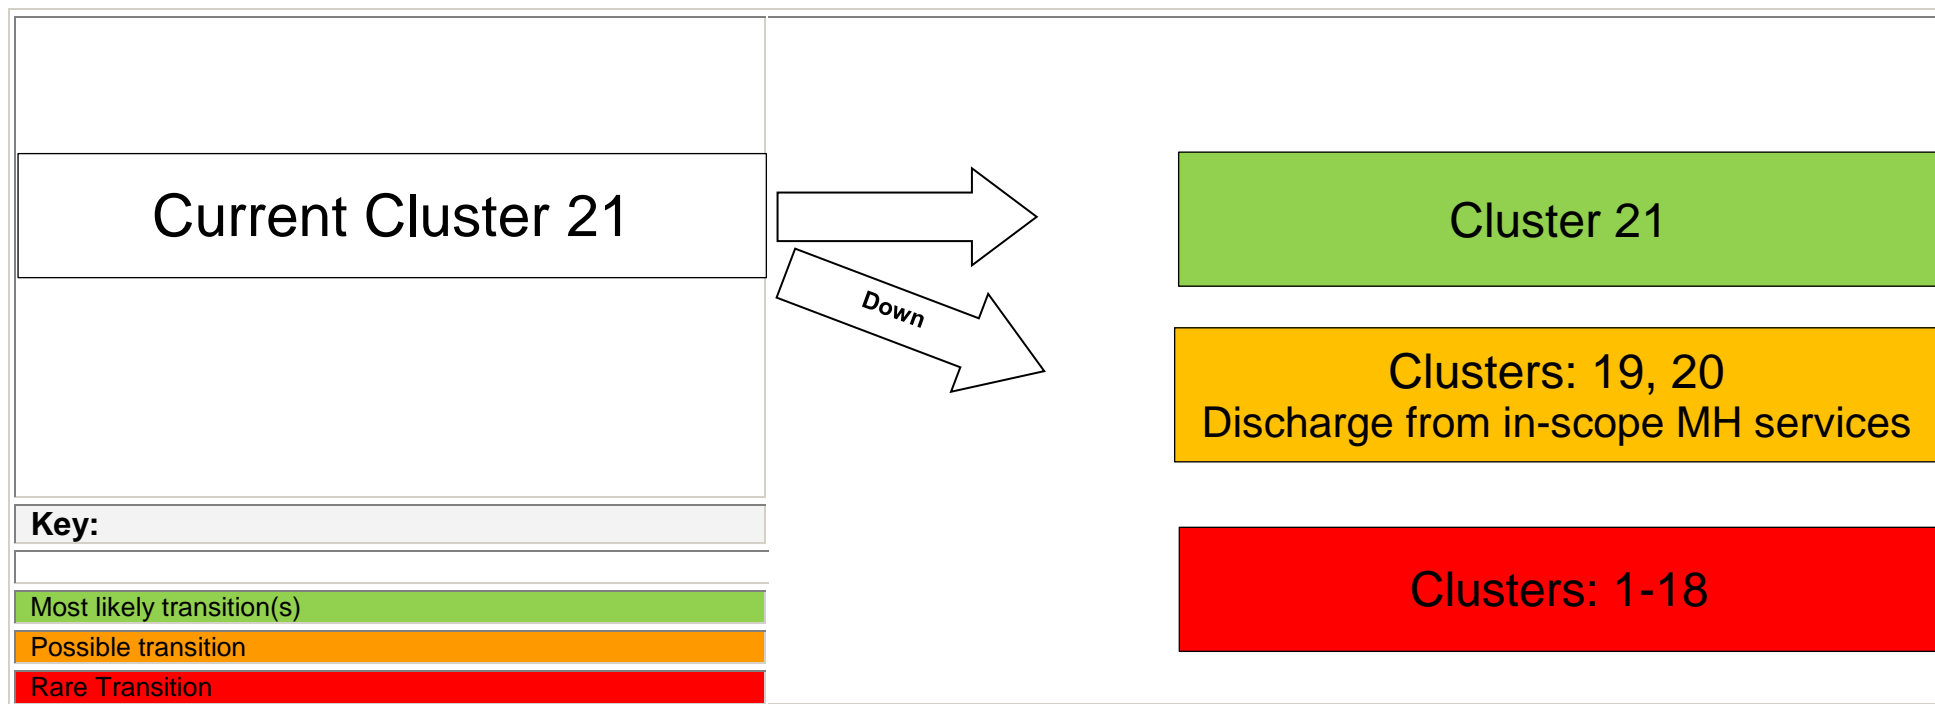 Current Cluster 21
Cluster 21
Down
Clusters: 19, 20
Discharge from in-scope MH services
Clusters: 1-18
Key:
Most likely transition(s)
Possible transition
Rare Transition